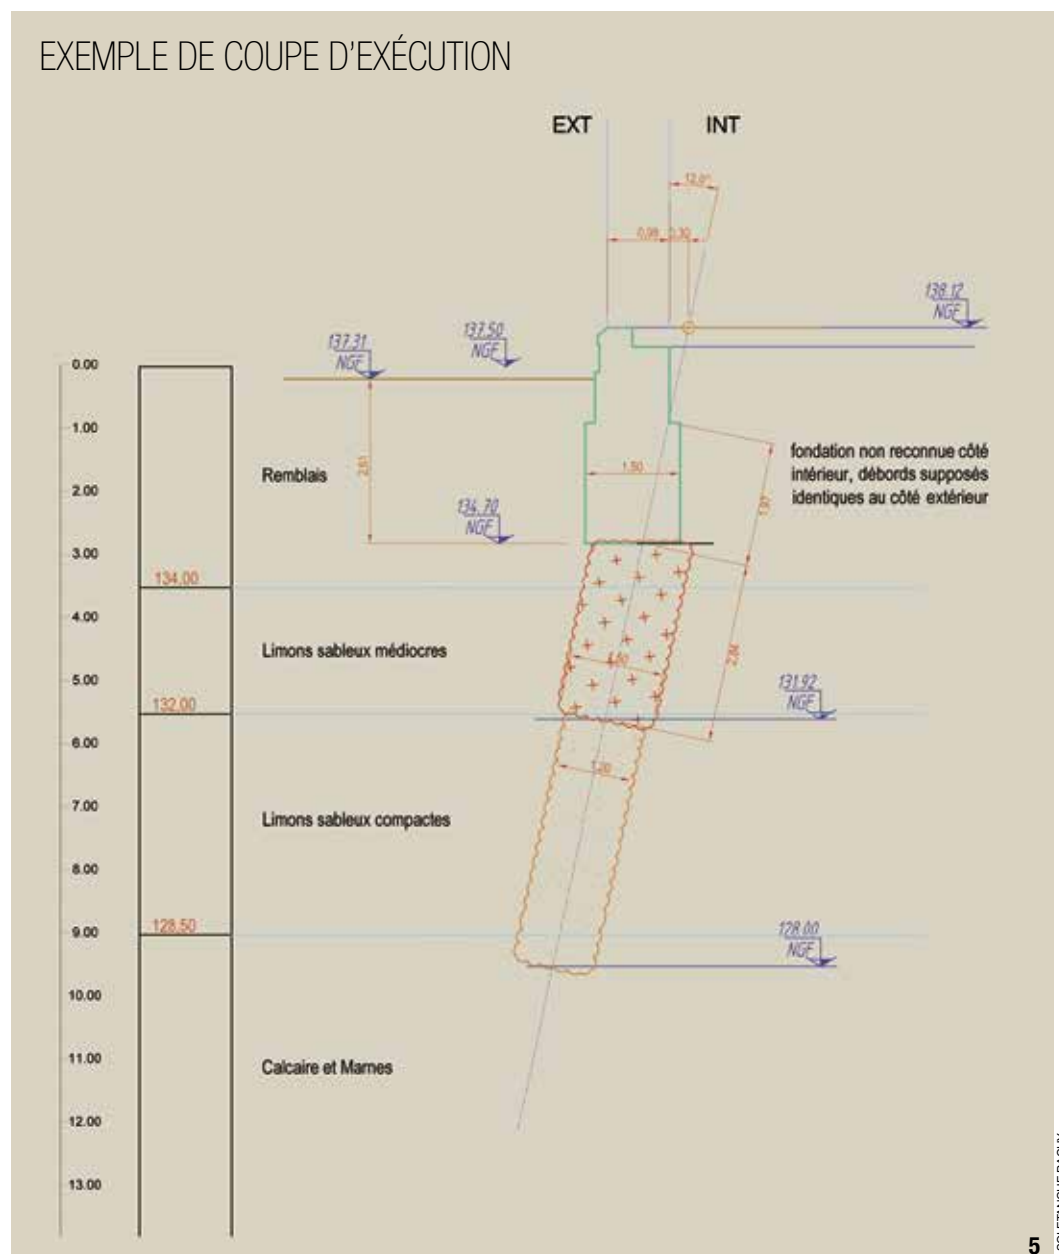 EXEMPLE DE COUPE D'EXÉCUTION
EXT
INT
12,0°
0,98
0,30
138.12
NGF
137.31
NGF
137.50
NGF
0.00
1.00
2.00
3.00
4.00
5.00
6.00
7.00
8.00
9.00
10.00
11.00
12.00
13.00
Remblais
2,61
1,50
fondation non reconnue côté
intérieur, débords supposés
identiques au côté extérieur
1,97
134.70
NGF
134,00
Limons sableux médiocres
2,84
132,00
131.92
NGF
1,20
Limons sableux compactes
128,50
128.00
NGF
Calcaire et Marnes
5